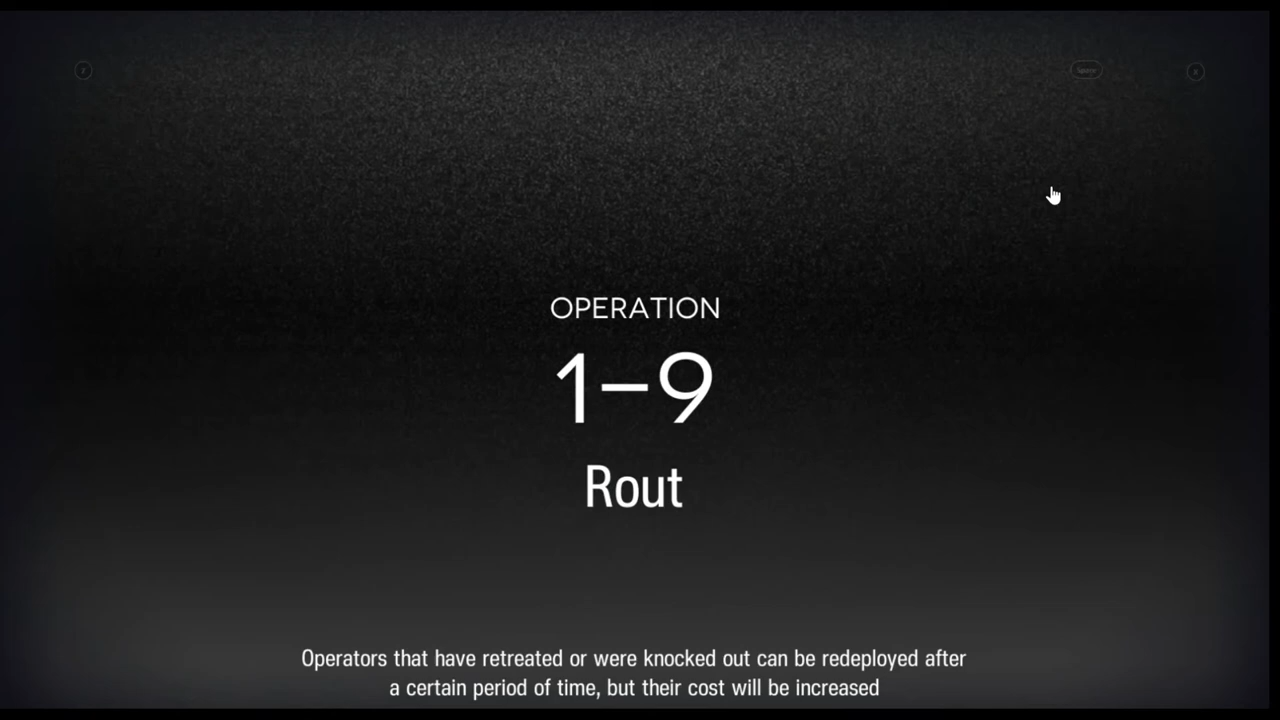 Space
OPERATION
1-9
Rout
Operators that have retreated or were knocked out can be redeployed after
a certain period of time, but their cost will be increased